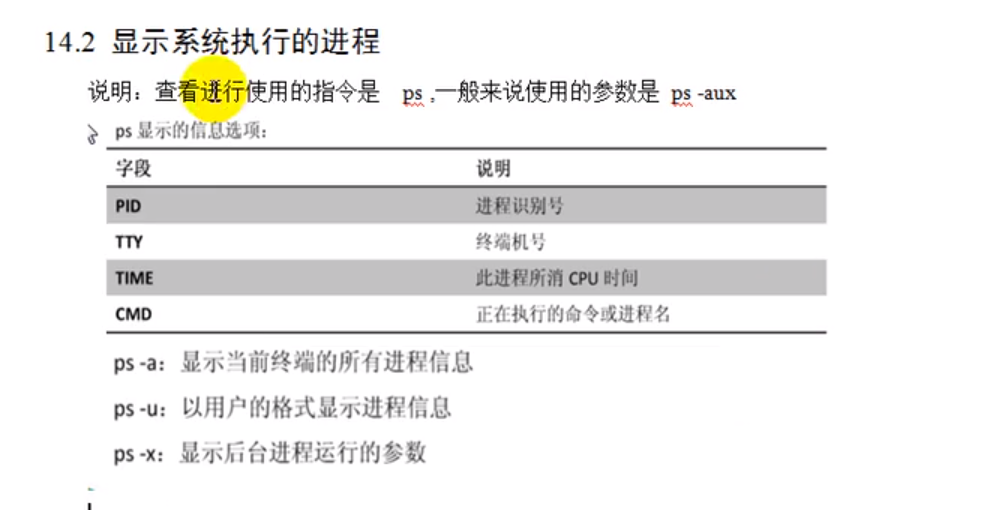 14.2 显示系统执行的进程
说明：查看进行使用的指令是 ps ,一般来说使用的参数是 ps -aux
ps 显示的信息选项：
字段 说明
PID 进程识别号
TTY 终端机号
TIME 此进程所消 CPU 时间
CMD 正在执行的命令或进程名
ps -a：显示当前终端的所有进程信息
ps -u：以用户的格式显示进程信息
ps -x：显示后台进程运行的参数